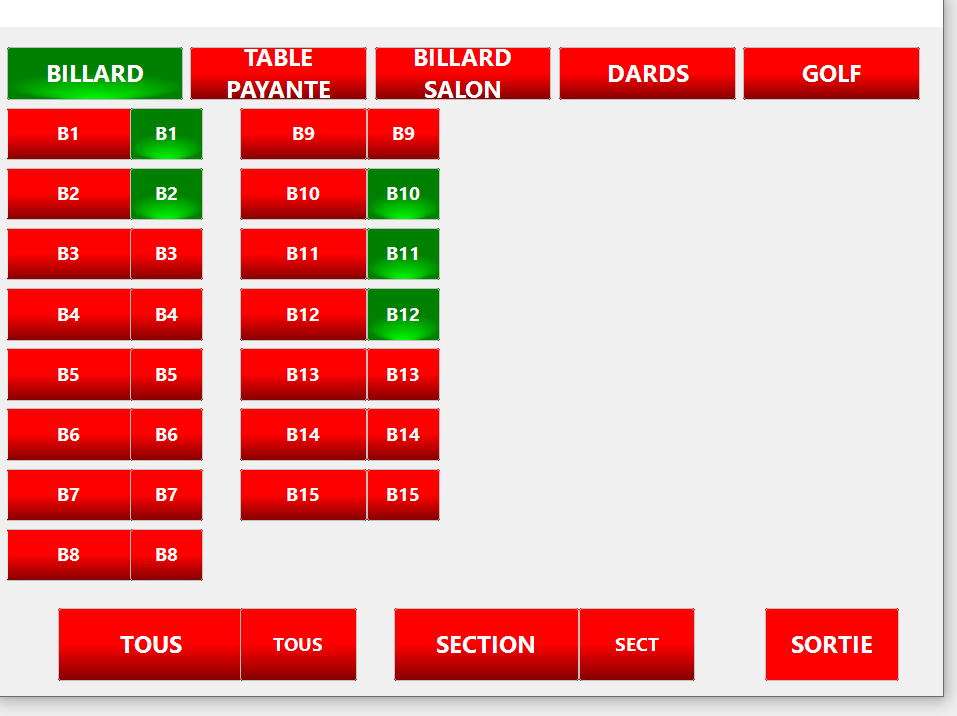 BILLARD
TABLE
PAYANTE
BILLARD
SALON
DARDS
GOLF
B1 B1 B9 B9
B2 B2 B10 B10
B3 B3 B11 B11
B4 B4 B12 B12
B5 B5 B13 B13
B6 B6 B14 B14
B7 B7 B15 B15
B8 B8
TOUS TOUS SECTION SECT SORTIE